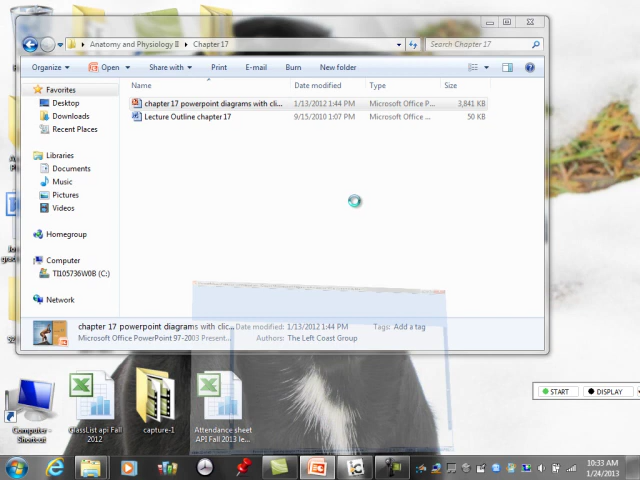 Anatomy and Physiology II
Chapter 17
Search Chapter 17
Organize
Open
Share with
Print
E-mail
Burn
New folder
Favorites
Desktop
Downloads
Recent Places
Libraries
Documents
Music
Pictures
Videos
Homegroup
Computer
TI105736W0B (C:)
Network
Name
Date modified
Type
Size
chapter 17 powerpoint diagrams with cli...
1/13/2012 1:44 PM
Microsoft Office P...
3,841 KB
Lecture Outline chapter 17
9/15/2010 1:07 PM
Microsoft Office ...
50 KB
chapter 17 powerpoint diagrams with clic...
Date modified: 1/13/2012 1:44 PM
Tags: Add a tag
Microsoft Office PowerPoint 97-2003 Present...
Authors: The Left Coast Group
Computer -
Shortcut
ClassList api Fall
2012
capture-1
Attendance sheet
API Fall 2013 le...
START
DISPLAY
10:33 AM
1/24/2013